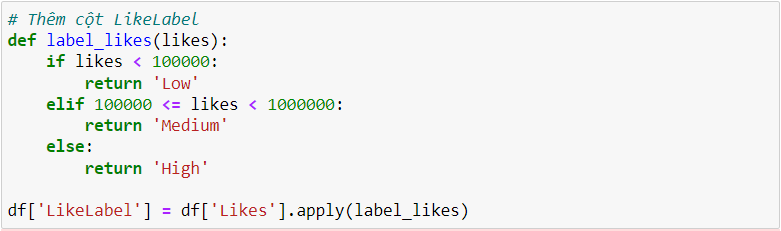 # Thêm cột LikeLabel
def label_likes(likes):
    if likes < 100000:
        return 'Low'
    elif 100000 <= likes < 1000000:
        return 'Medium'
    else:
        return 'High'

df['LikeLabel'] = df['Likes'].apply(label_likes)